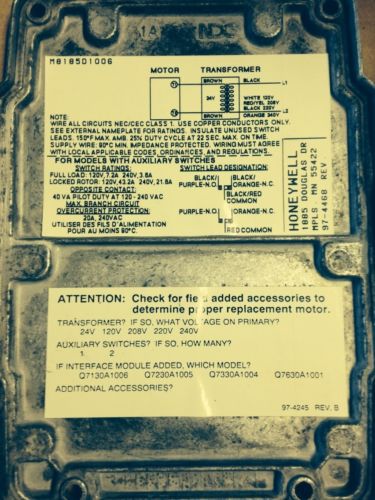 M818501006
MOTOR TRANSFORMER
BROWN BLACK L1
24V
WHITE 120V
RED/YEL 208V
BLACK 220V
BROWN ORANGE 240V L2
NOTE:
WIRE ALL CIRCUITS NEC/CEC CLASS 1. USE COPPER CONDUCTORS ONLY.
SEE EXTERNAL NAMEPLATE FOR RATINGS. INSULATE UNUSED SWITCH
LEADS. 150°F MAX. AMB. 25% DUTY CYCLE AT 22 SEC. MAX. ON TIME.
SUPPLY WIRE: 90°C MIN. IMPEDANCE PROTECTED. WIRING MUST AGREE
WITH LOCAL APPLICABLE CODES, ORDINANCES, AND REGULATIONS.
FOR MODELS WITH AUXILIARY SWITCHES
SWITCH RATINGS: SWITCH LEAD DESIGNATION:
FULL LOAD: 120V,7.2A; 240V,3.6A
LOCKED ROTOR: 120V,43.2A; 240V,21.6A
OPPOSITE CONTACT:
40 VA PILOT DUTY AT 120 - 240 VAC
MAX. BRANCH CIRCUIT
OVERCURRENT PROTECTION:
20A, 240VAC
UTILISER DES FILS D'ALIMENTATION
POUR AU MOINS 90°C.
BLACK/ BLACK/
PURPLE-N.C. ORANGE-N.C.
BLACK/RED
COMMON
PURPLE-N.O. ORANGE-N.C.
RED COMMON
HONEYWELL
1885 DOUGLAS DR
MPLS MN 55422
97-4468 REV
ATTENTION: Check for field added accessories to
determine proper replacement motor.
TRANSFORMER? IF SO, WHAT VOLTAGE ON PRIMARY?
24V 120V 208V 220V 240V
AUXILIARY SWITCHES? IF SO, HOW MANY?
1 2
IF INTERFACE MODULE ADDED, WHICH MODEL?
Q7130A1006 Q7230A1005 Q7330A1004 Q7630A1001
ADDITIONAL ACCESSORIES?
97-4245 REV. B